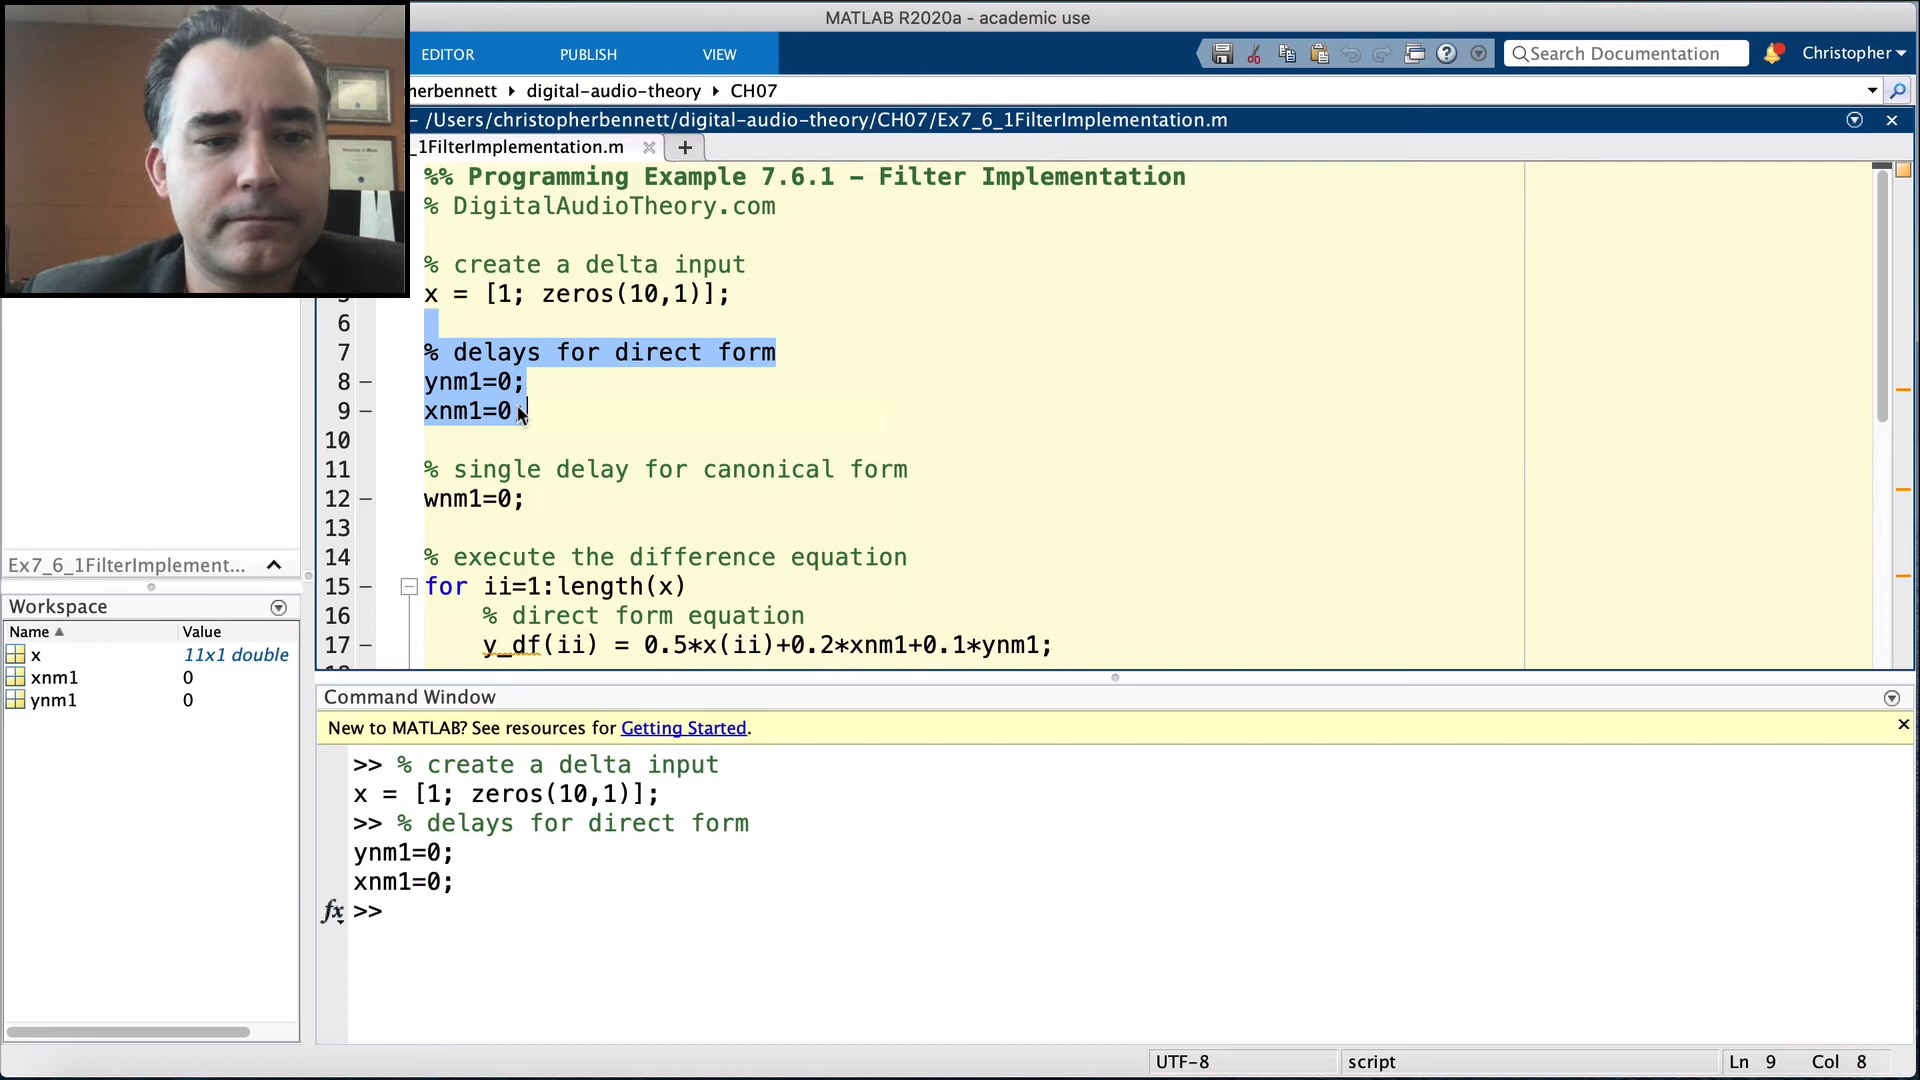 MATLAB R2020a - academic use
EDITOR PUBLISH VIEW
Search Documentation
Christopher
herbennett ▸ digital-audio-theory ▸ CH07
- /Users/christopherbennett/digital-audio-theory/CH07/Ex7_6_1FilterImplementation.m
_1FilterImplementation.m
%% Programming Example 7.6.1 - Filter Implementation
% DigitalAudioTheory.com
% create a delta input
x = [1; zeros(10,1)];
6
7 % delays for direct form
8 – ynm1=0;
9 – xnm1=0;
10
11 % single delay for canonical form
12 – wnm1=0;
13
14 % execute the difference equation
15 – for ii=1:length(x)
16 % direct form equation
17 – y_df(ii) = 0.5*x(ii)+0.2*xnm1+0.1*ynm1;
Ex7_6_1FilterImplement...
Workspace
Name Value
x 11x1 double
xnm1 0
ynm1 0
Command Window
New to MATLAB? See resources for Getting Started.
>> % create a delta input
x = [1; zeros(10,1)];
>> % delays for direct form
ynm1=0;
xnm1=0;
fx >>
UTF-8 script Ln 9 Col 8